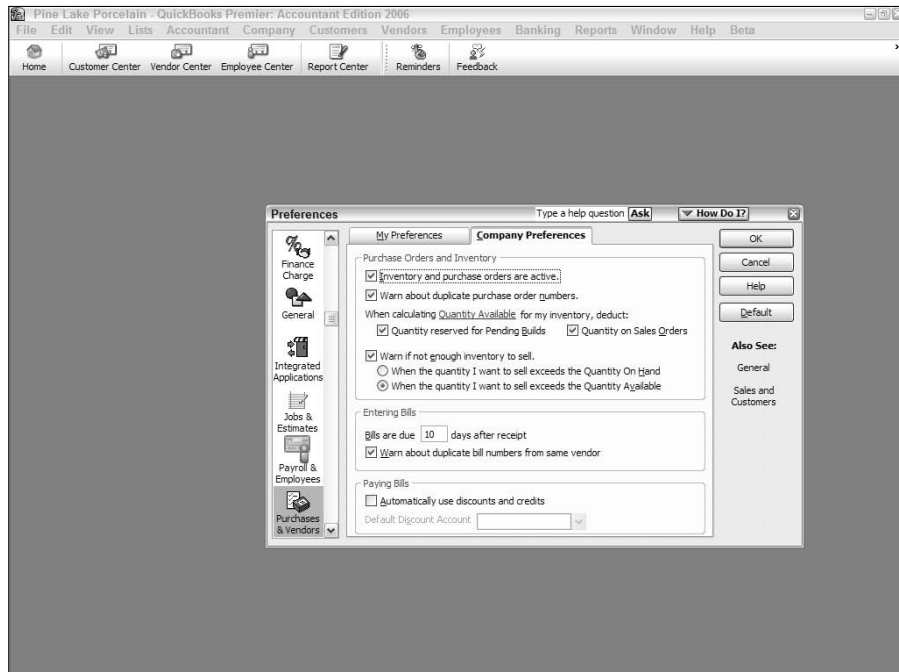 Pine Lake Porcelain - QuickBooks Premier: Accountant Edition 2006
File Edit View Lists Accountant Company Customers Vendors Employees Banking Reports Window Help Beta
Home Customer Center Vendor Center Employee Center Report Center Reminders Feedback
Preferences Type a help question Ask How Do I?
Finance
Charge
General
Integrated
Applications
Jobs &
Estimates
Payroll &
Employees
Purchases
& Vendors
My Preferences Company Preferences
Purchase Orders and Inventory
Inventory and purchase orders are active.
Warn about duplicate purchase order numbers.
When calculating Quantity Available for my inventory, deduct:
Quantity reserved for Pending Builds Quantity on Sales Orders
Warn if not enough inventory to sell.
When the quantity I want to sell exceeds the Quantity On Hand
When the quantity I want to sell exceeds the Quantity Available
Entering Bills
Bills are due 10 days after receipt
Warn about duplicate bill numbers from same vendor
Paying Bills
Automatically use discounts and credits
Default Discount Account
OK
Cancel
Help
Default
Also See:
General
Sales and
Customers